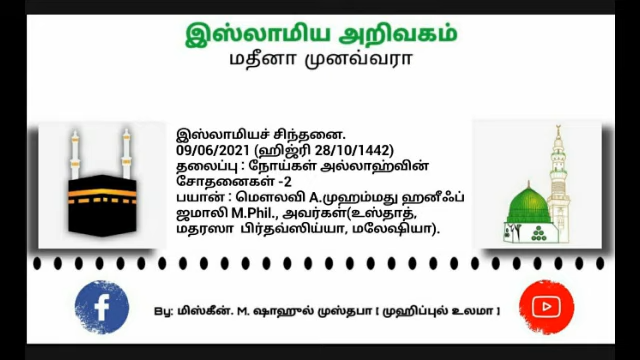 இஸ்லாமிய அறிவகம்
மதீனா முனவ்வரா
இஸ்லாமியச் சிந்தனை.
09/06/2021 (ஹிஜ்ரி 28/10/1442)
தலைப்பு : நோய்கள் அல்லாஹ்வின்
சோதனைகள் -2
பயான் : மௌலவி A.முஹம்மது ஹனீஃப்
ஜமாலி M.Phil., அவர்கள்(உஸ்தாத்,
மதரஸா பிர்தவ்ஸிய்யா, மலேஷியா).
By: மிஸ்கீன். M. ஷாஹுல் முஸ்தபா [ முஹிப்புல் உலமா ]